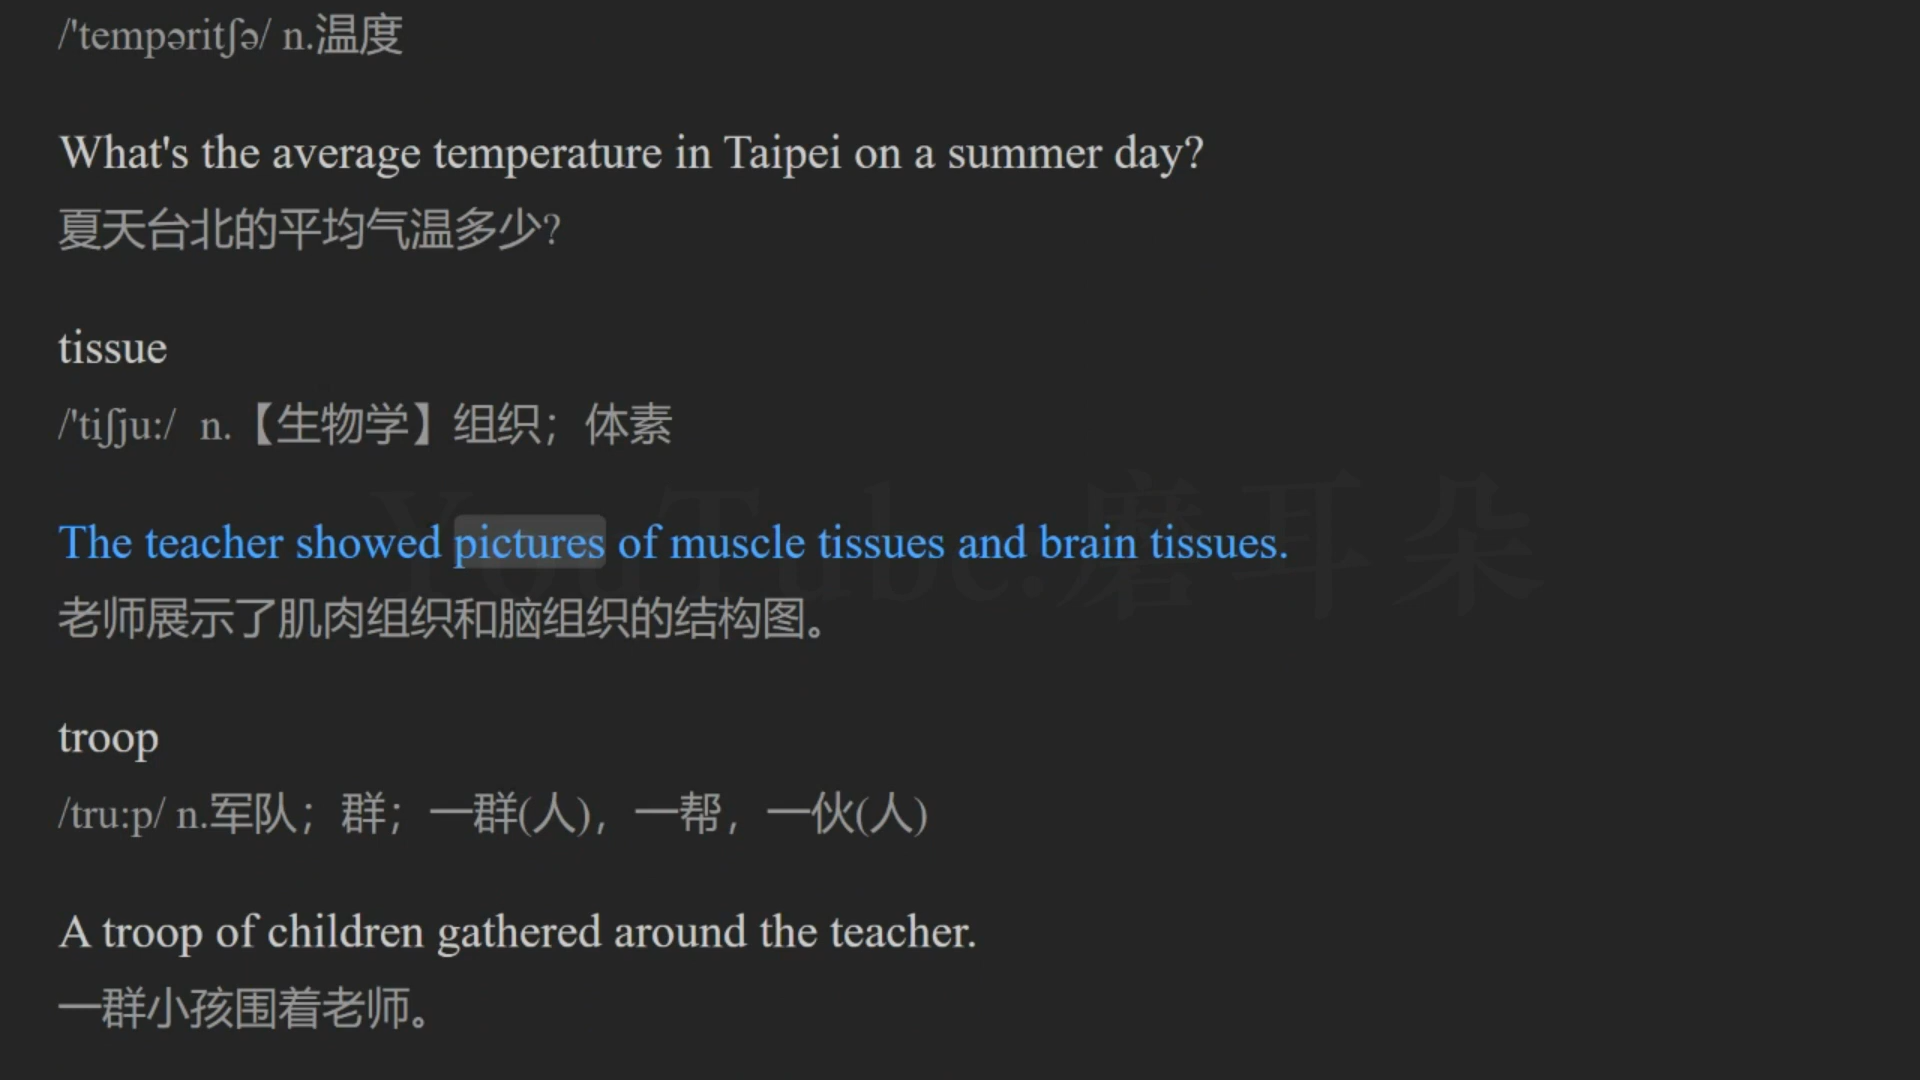 /'tempəritʃə/ n.温度
What's the average temperature in Taipei on a summer day?
夏天台北的平均气温多少?
tissue
/'tiʃju:/ n.【生物学】组织；体素
The teacher showed pictures of muscle tissues and brain tissues.
YouTube.磨耳朵
老师展示了肌肉组织和脑组织的结构图。
troop
/tru:p/ n.军队；群；一群(人)，一帮，一伙(人)
A troop of children gathered around the teacher.
一群小孩围着老师。